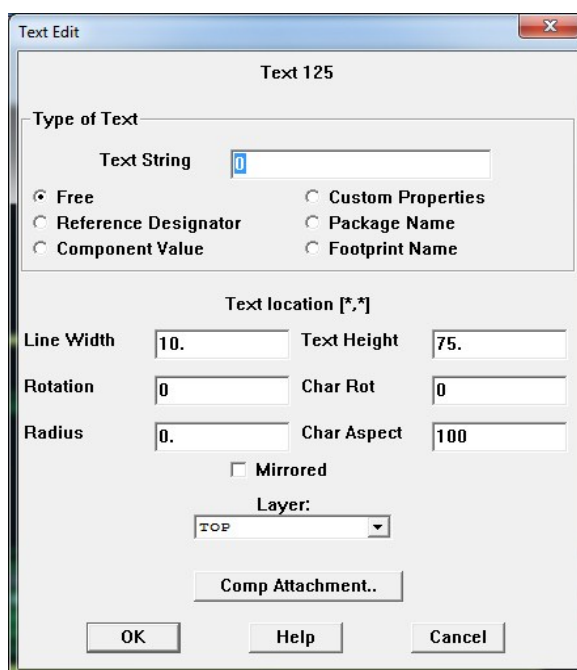 Text Edit
Text 125
Type of Text
Text String 0
Free Custom Properties
Reference Designator Package Name
Component Value Footprint Name
Text location [*,*]
Line Width 10. Text Height 75.
Rotation 0 Char Rot 0
Radius 0. Char Aspect 100
Mirrored
Layer:
TOP
Comp Attachment..
OK Help Cancel